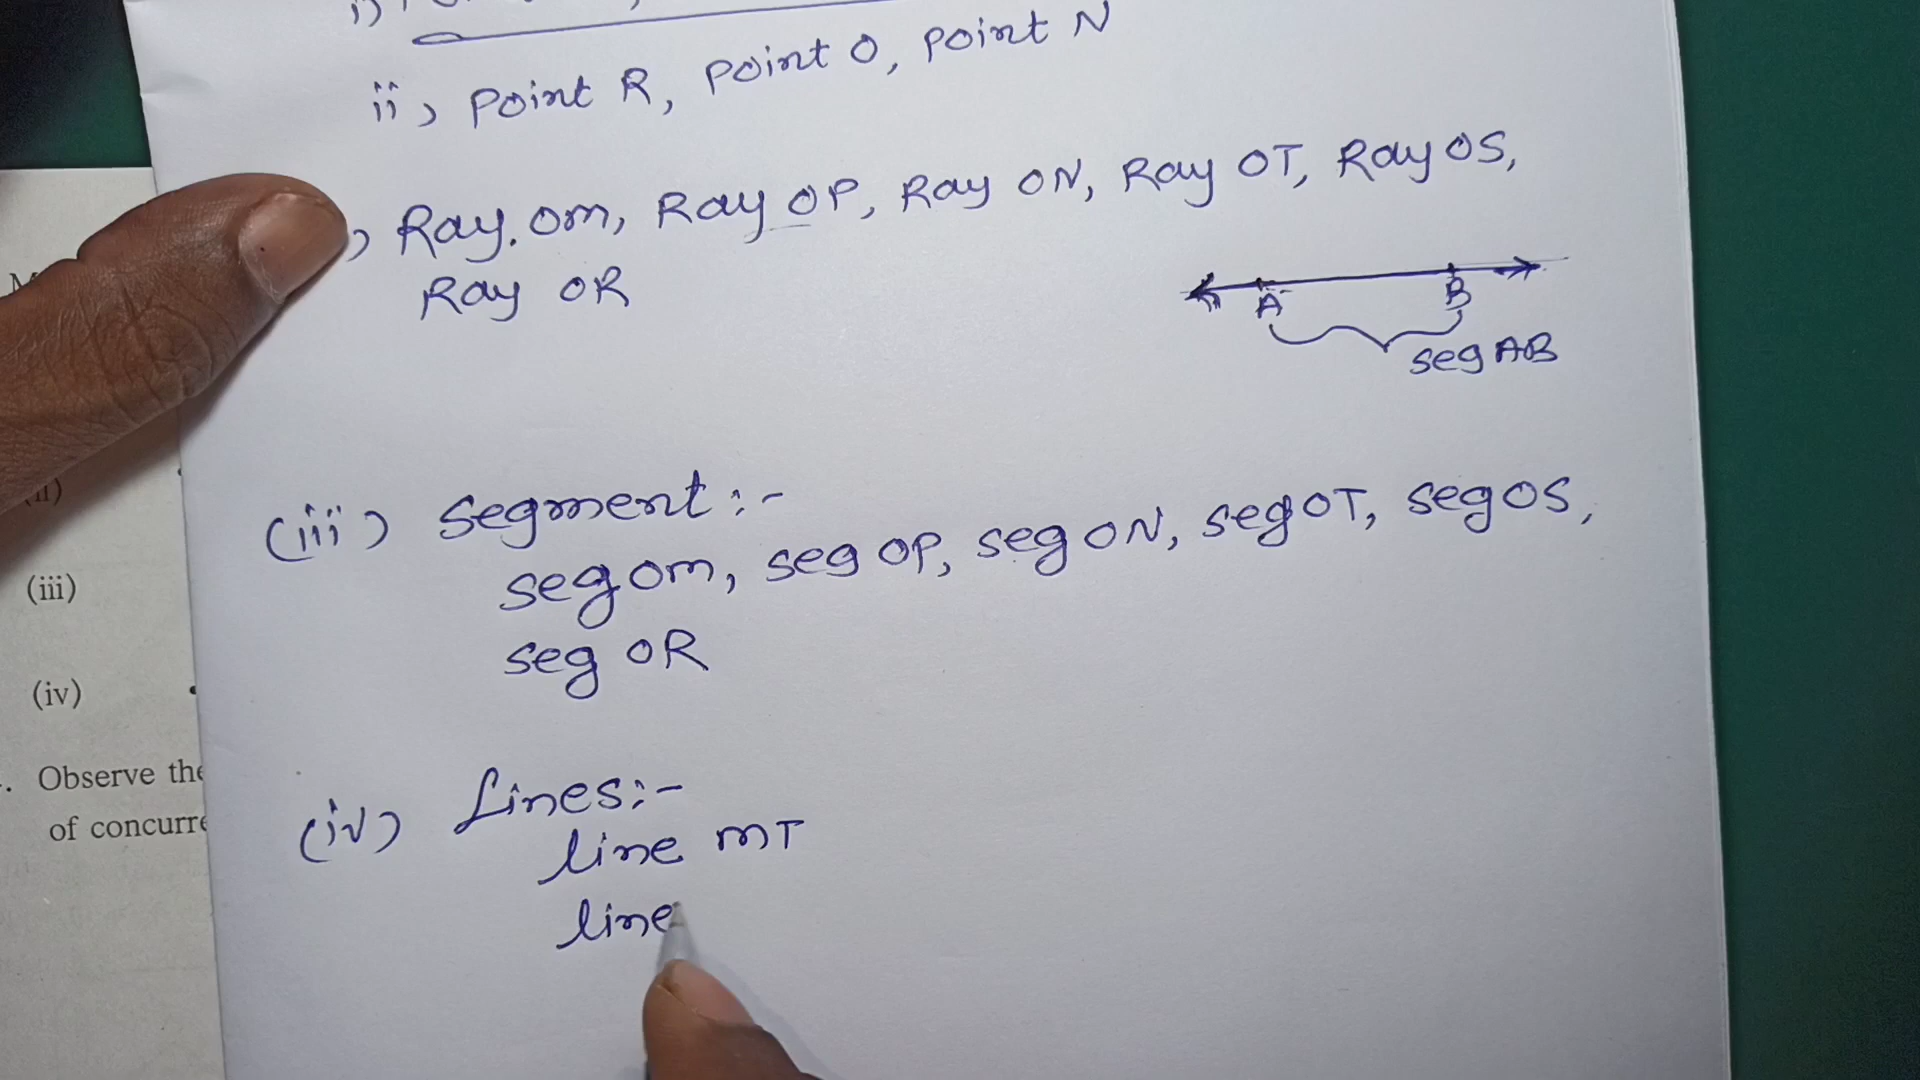 ii, Point R, Point O, Point N
, Ray. Om, Ray OP, Ray ON, Ray OT, Ray OS,
Ray OR
A B
seg AB
(iii) Segment :-
seg Om, seg OP, seg ON, seg OT, seg OS,
seg OR
(iv) Lines:-
line mT
line
(ii)
(iii)
(iv)
. Observe the
of concurre